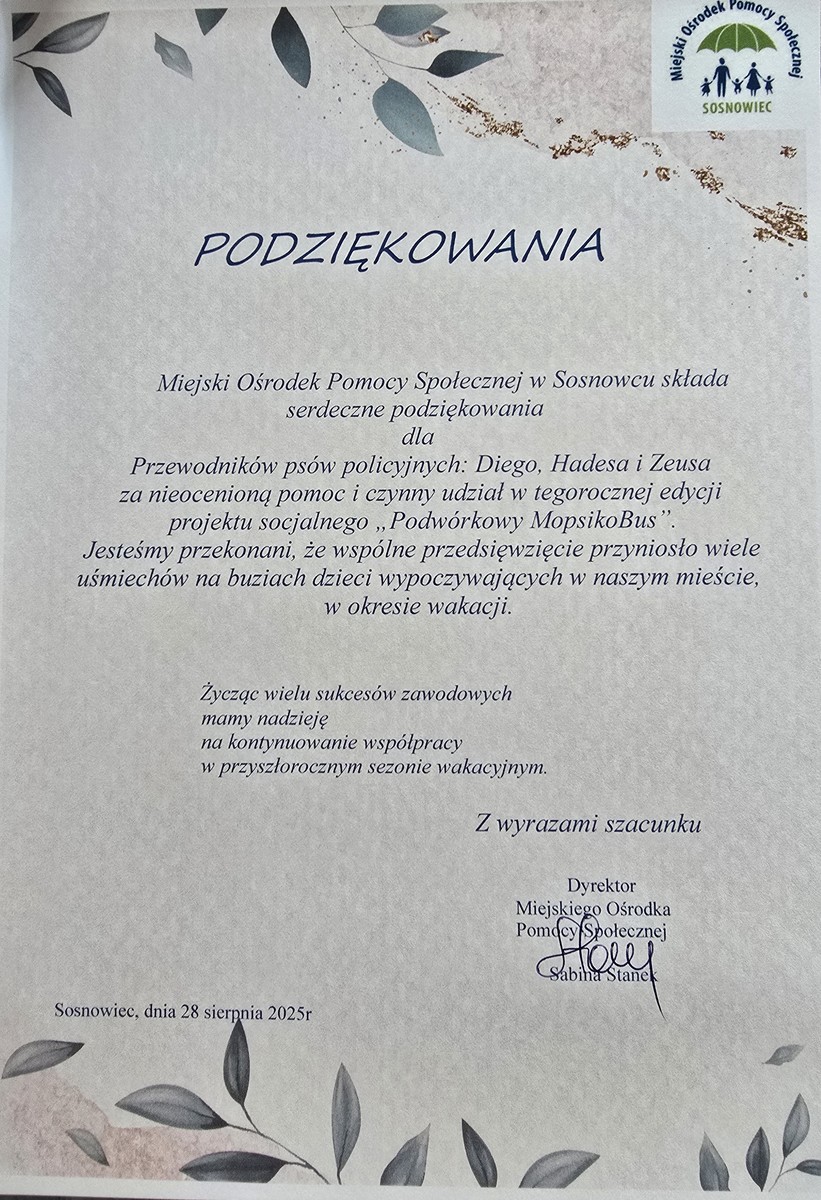 Miejski Ośrodek Pomocy Społecznej
SOSNOWIEC
PODZIĘKOWANIA
Miejski Ośrodek Pomocy Społecznej w Sosnowcu składa
serdeczne podziękowania
dla
Przewodników psów policyjnych: Diego, Hadesa i Zeusa
za nieocenioną pomoc i czynny udział w tegorocznej edycji
projektu socjalnego „Podwórkowy MopsikoBus”.
Jesteśmy przekonani, że wspólne przedsięwzięcie przyniosło wiele
uśmiechów na buziach dzieci wypoczywających w naszym mieście,
w okresie wakacji.
Życząc wielu sukcesów zawodowych
mamy nadzieję
na kontynuowanie współpracy
w przyszłorocznym sezonie wakacyjnym.
Z wyrazami szacunku
Dyrektor
Miejskiego Ośrodka
Pomocy Społecznej
Sabina Stanek
Sosnowiec, dnia 28 sierpnia 2025r